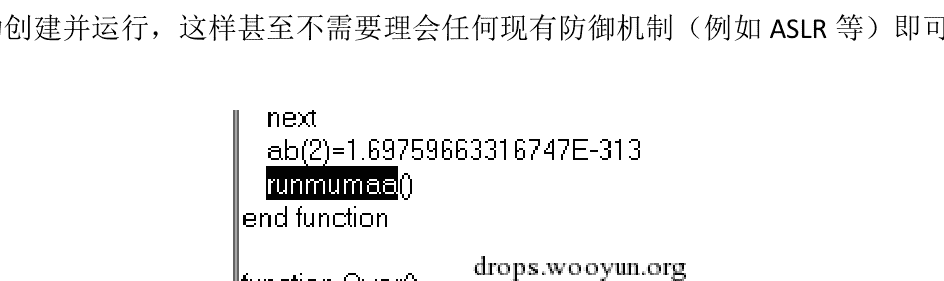 创建并运行，这样甚至不需要理会任何现有防御机制（例如 ASLR 等）即可
next
ab(2)=1.69759663316747E-313
runmumaa()
end function
drops.wooyun.org
function Over()